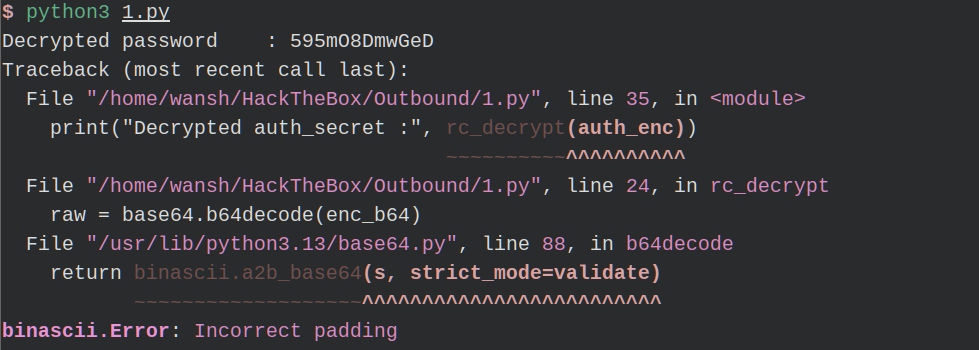 $ python3 1.py
Decrypted password    : 595mO8DmwGeD
Traceback (most recent call last):
  File "/home/wansh/HackTheBox/Outbound/1.py", line 35, in <module>
    print("Decrypted auth_secret :", rc_decrypt(auth_enc))
                                     ~~~~~~~~~~^^^^^^^^^^
  File "/home/wansh/HackTheBox/Outbound/1.py", line 24, in rc_decrypt
    raw = base64.b64decode(enc_b64)
  File "/usr/lib/python3.13/base64.py", line 88, in b64decode
    return binascii.a2b_base64(s, strict_mode=validate)
           ~~~~~~~~~~~~~~~~~~~^^^^^^^^^^^^^^^^^^^^^^^^^
binascii.Error: Incorrect padding